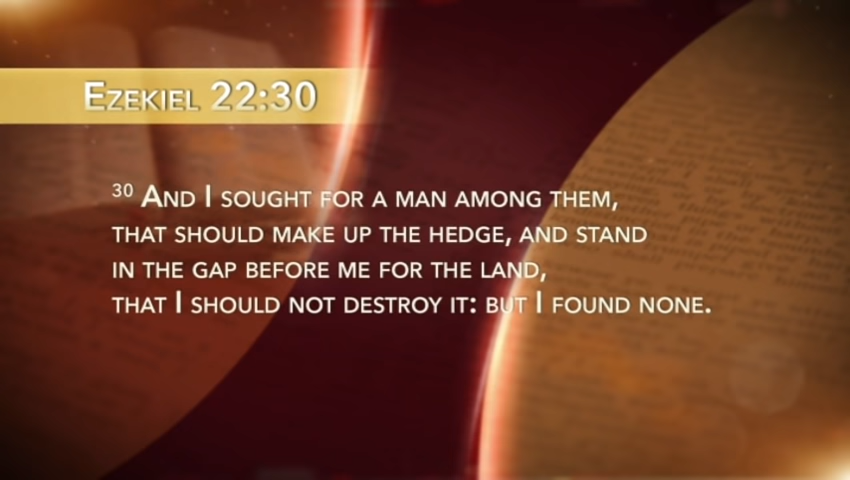 Ezekiel 22:30
30 And I sought for a man among them,
that should make up the hedge, and stand
in the gap before me for the land,
that I should not destroy it: but I found none.